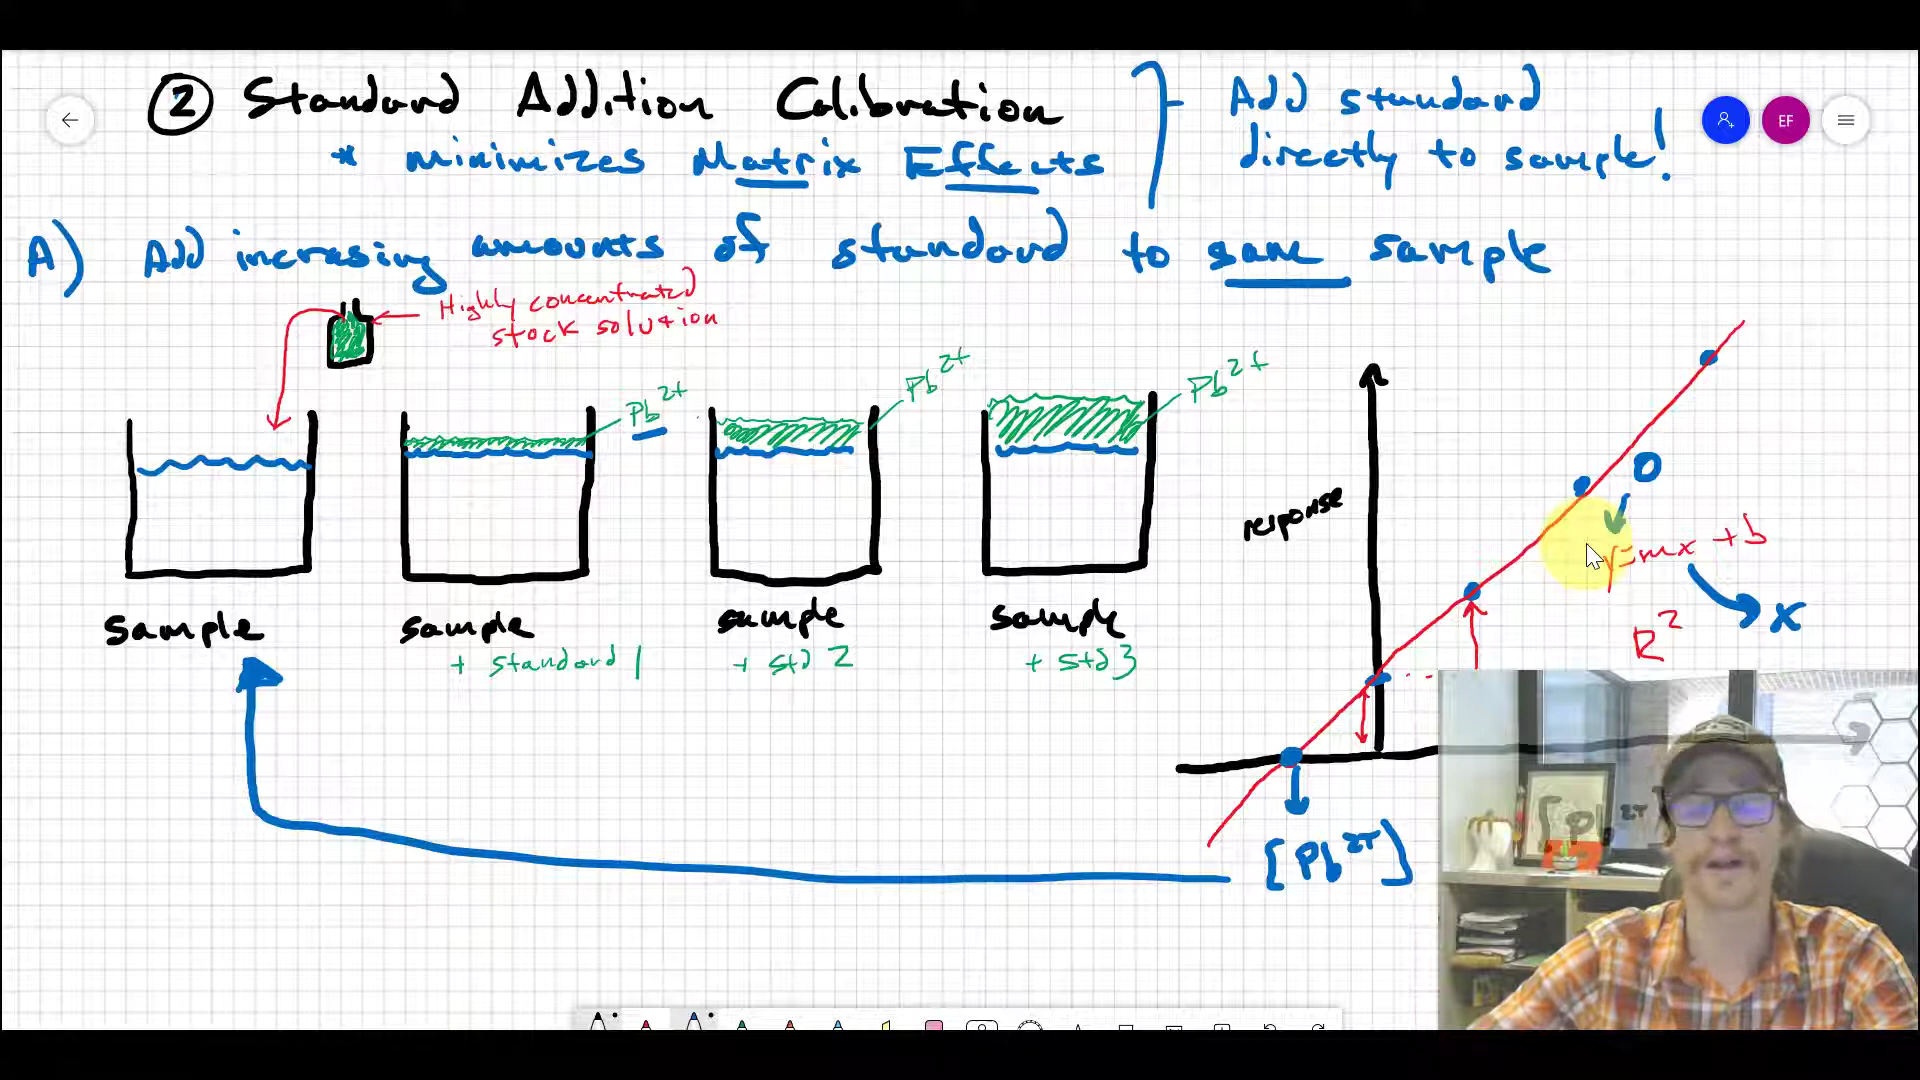 ② Standard Addition Calibration
* minimizes Matrix Effects
Add standard
directly to sample!
EF
A) Add increasing amounts of standard to same sample
Highly concentrated
stock solution
Pb2+
Pb2+
Pb2+
response
O
y=mx+b
x
R2
sample
sample
+ standard 1
sample
+ std 2
sample
+ std 3
[Pb2+]